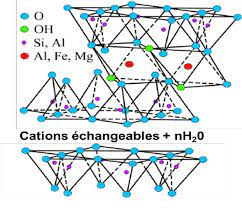 O
OH
Si, Al
Al, Fe, Mg
Cations échangeables + nH₂0